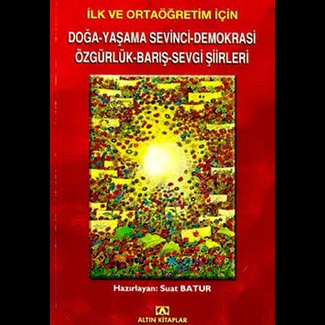 İLK VE ORTAÖĞRETİM İÇİN
DOĞA-YAŞAMA SEVİNCİ-DEMOKRASİ
ÖZGÜRLÜK-BARIŞ-SEVGİ ŞİİRLERİ
Hazırlayan: Suat BATUR
ALTIN KİTAPLAR